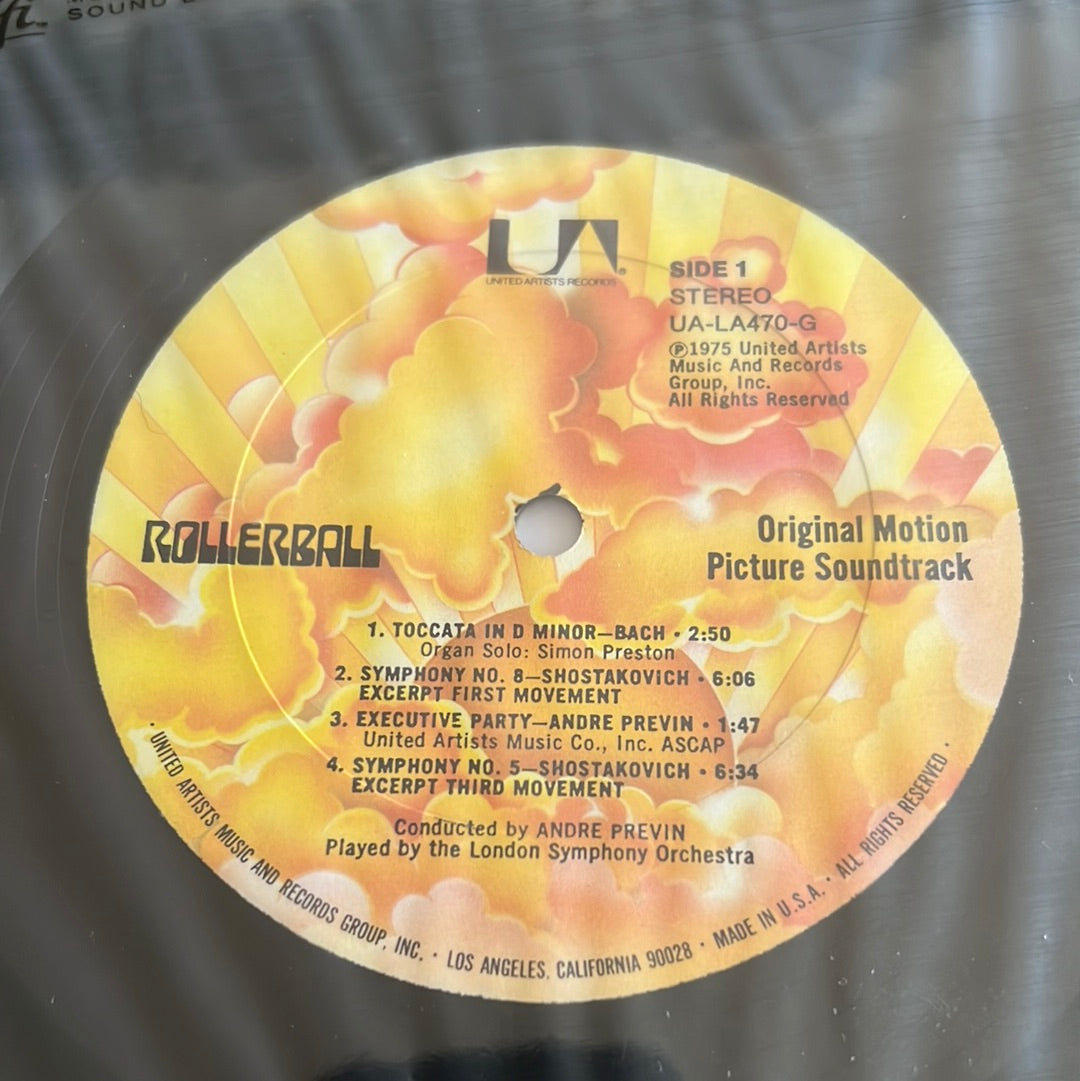 SOUND
UA
UNITED ARTISTS RECORDS
SIDE 1
STEREO
UA-LA470-G
℗1975 United Artists
Music And Records
Group, Inc.
All Rights Reserved
ROLLERBALL
Original Motion
Picture Soundtrack
1. TOCCATA IN D MINOR—BACH • 2:50
Organ Solo: Simon Preston
2. SYMPHONY NO. 8—SHOSTAKOVICH • 6:06
EXCERPT FIRST MOVEMENT
3. EXECUTIVE PARTY—ANDRE PREVIN • 1:47
United Artists Music Co., Inc. ASCAP
4. SYMPHONY NO. 5—SHOSTAKOVICH • 6:34
EXCERPT THIRD MOVEMENT
Conducted by ANDRE PREVIN
Played by the London Symphony Orchestra
• UNITED ARTISTS MUSIC AND RECORDS GROUP, INC. • LOS ANGELES, CALIFORNIA 90028 • MADE IN U.S.A. • ALL RIGHTS RESERVED •